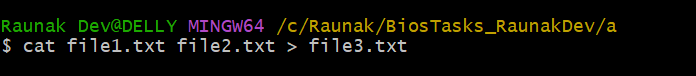 Raunak Dev@DELLY MINGW64 /c/Raunak/BiosTasks_RaunakDev/a
$ cat file1.txt file2.txt > file3.txt